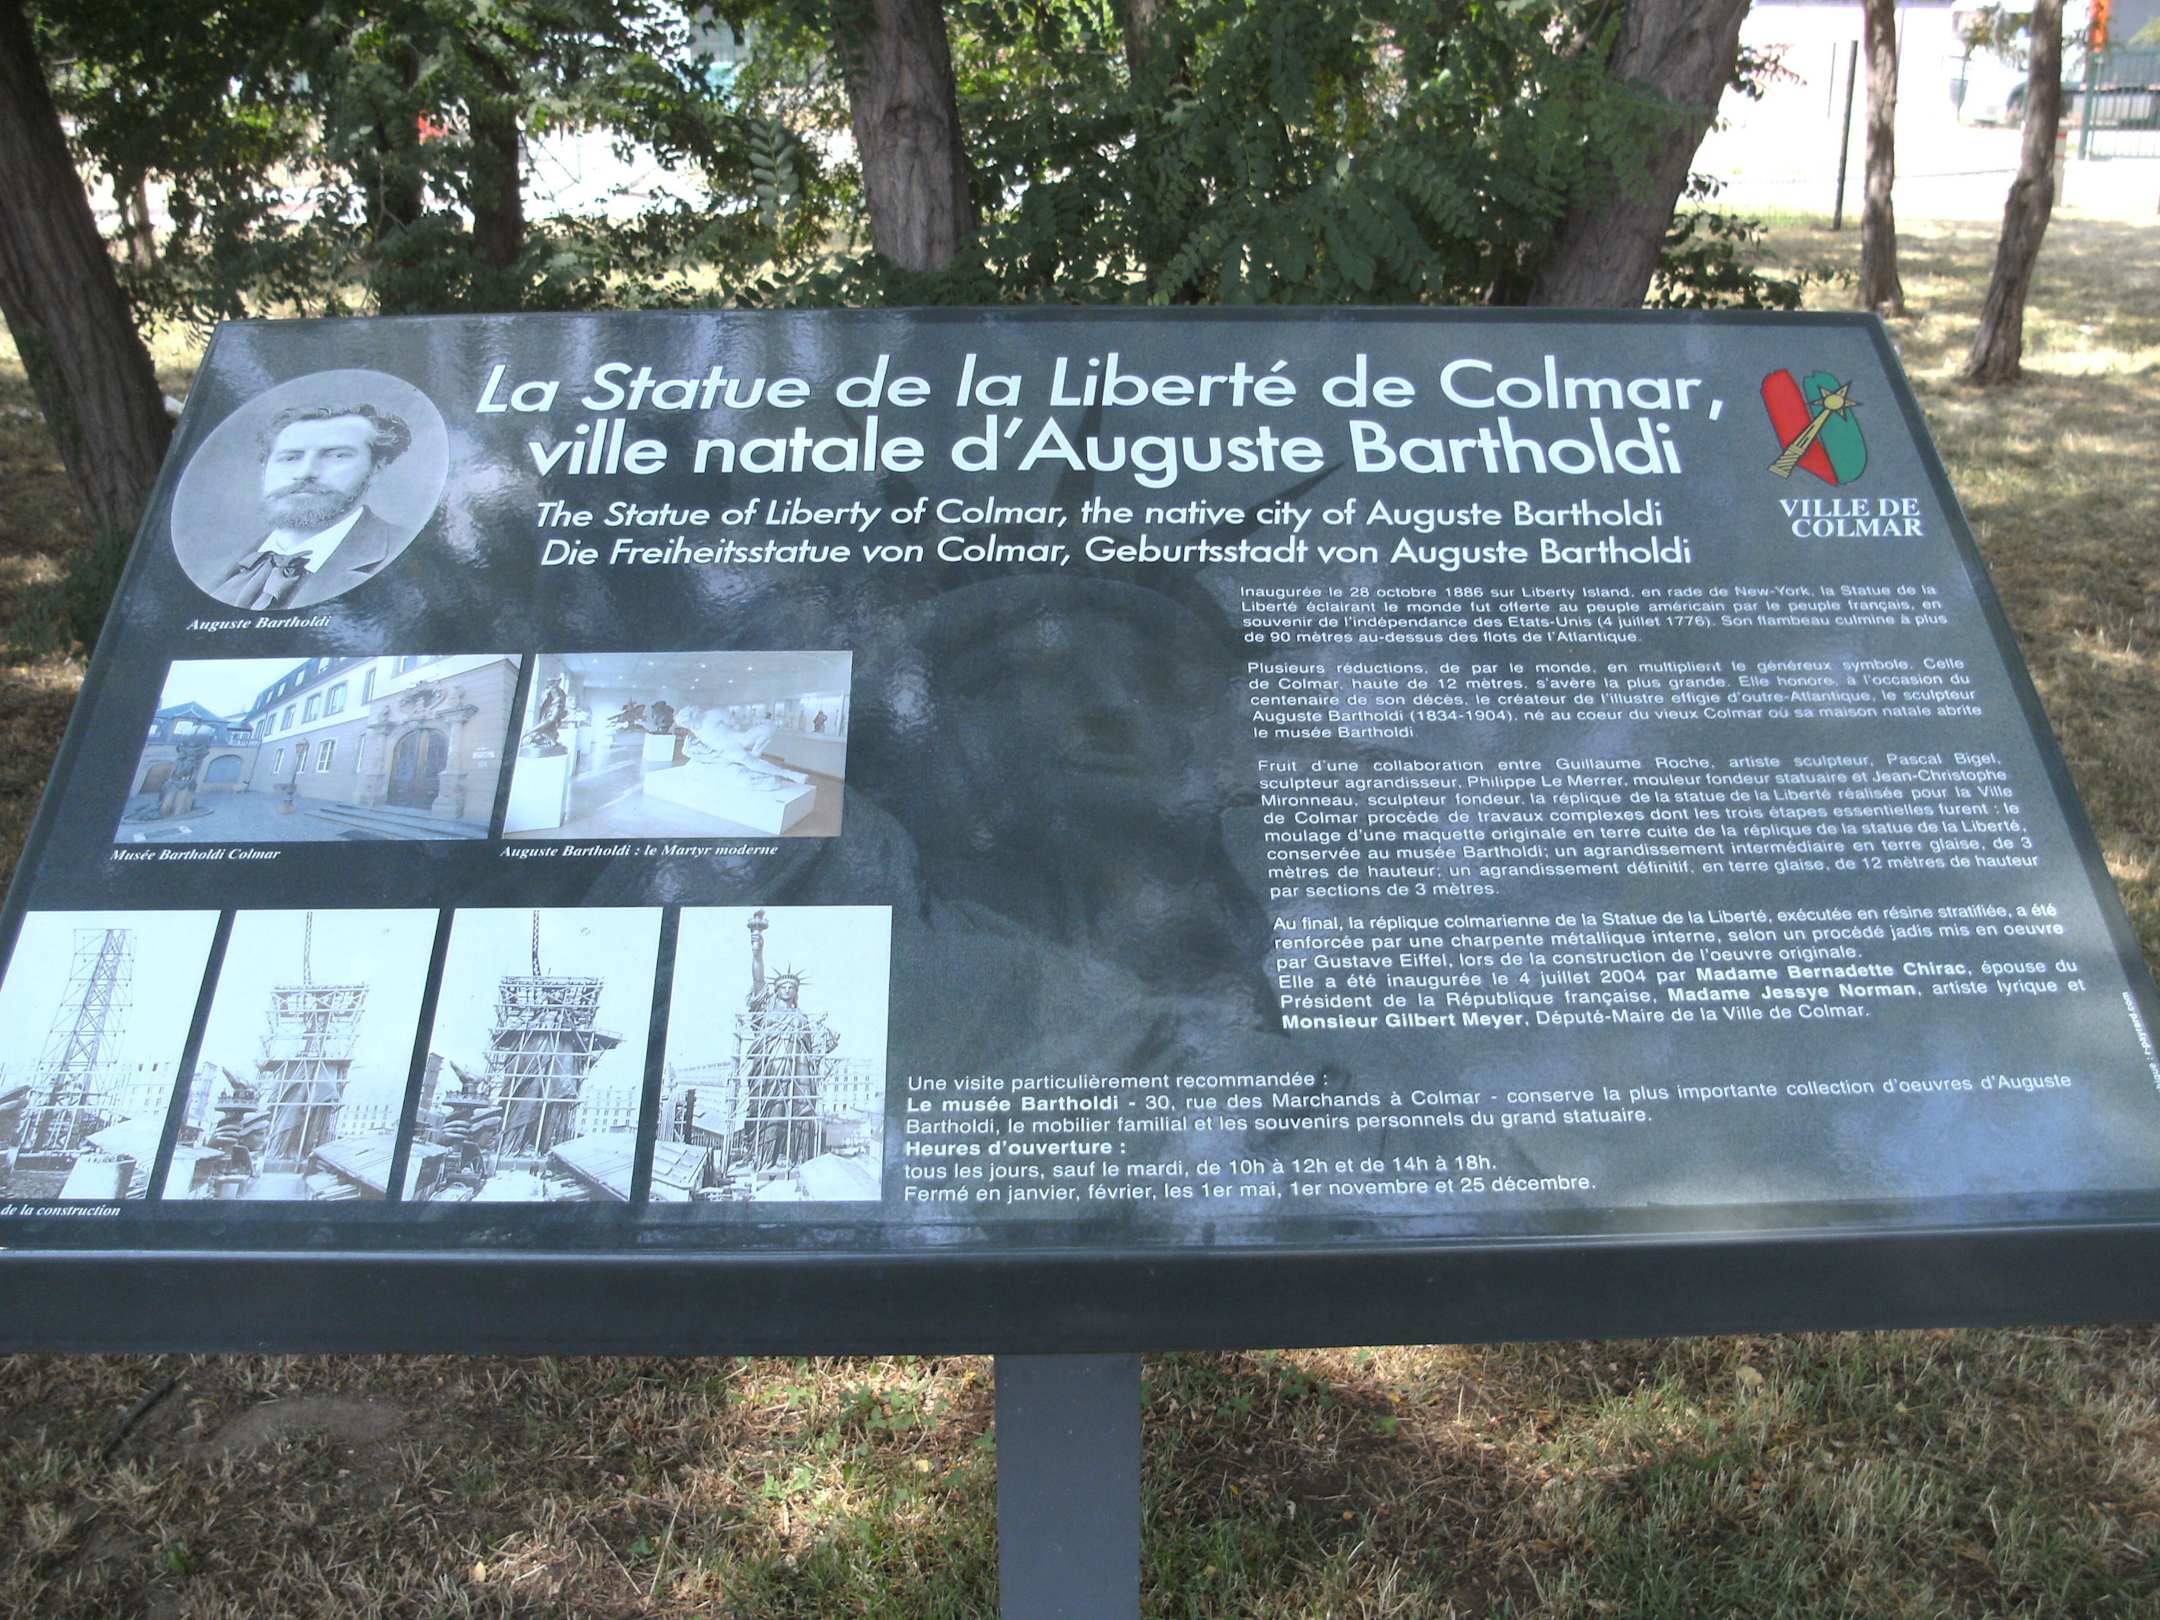 La Statue de la Liberté de Colmar,
ville natale d'Auguste Bartholdi
The Statue of Liberty of Colmar, the native city of Auguste Bartholdi
Die Freiheitsstatue von Colmar, Geburtsstadt von Auguste Bartholdi
VILLE DE
COLMAR
Auguste Bartholdi
Musée Bartholdi Colmar
Auguste Bartholdi : le Martyr moderne
de la construction
Inaugurée le 28 octobre 1886 sur Liberty Island, en rade de New-York, la Statue de la
Liberté éclairant le monde fut offerte au peuple américain par le peuple français, en
souvenir de l'indépendance des Etats-Unis (4 juillet 1776). Son flambeau culmine à plus
de 90 mètres au-dessus des flots de l'Atlantique.
Plusieurs réductions, de par le monde, en multiplient le généreux symbole. Celle
de Colmar, haute de 12 mètres, s'avère la plus grande. Elle honore, à l'occasion du
centenaire de son décès, le créateur de l'illustre effigie d'outre-Atlantique, le sculpteur
Auguste Bartholdi (1834-1904), né au coeur du vieux Colmar où sa maison natale abrite
le musée Bartholdi.
Fruit d'une collaboration entre Guillaume Roche, artiste sculpteur, Pascal Bigel,
sculpteur agrandisseur, Philippe Le Merrer, mouleur fondeur statuaire et Jean-Christophe
Mironneau, sculpteur fondeur, la réplique de la statue de la Liberté réalisée pour la Ville
de Colmar procède de travaux complexes dont les trois étapes essentielles furent : le
moulage d'une maquette originale en terre cuite de la réplique de la statue de la Liberté,
conservée au musée Bartholdi; un agrandissement intermédiaire en terre glaise, de 3
mètres de hauteur; un agrandissement définitif, en terre glaise, de 12 mètres de hauteur
par sections de 3 mètres.
Au final, la réplique colmarienne de la Statue de la Liberté, exécutée en résine stratifiée, a été
renforcée par une charpente métallique interne, selon un procédé jadis mis en oeuvre
par Gustave Eiffel, lors de la construction de l'oeuvre originale.
Elle a été inaugurée le 4 juillet 2004 par Madame Bernadette Chirac, épouse du
Président de la République française, Madame Jessye Norman, artiste lyrique et
Monsieur Gilbert Meyer, Député-Maire de la Ville de Colmar.
Une visite particulièrement recommandée :
Le musée Bartholdi - 30, rue des Marchands à Colmar - conserve la plus importante collection d'oeuvres d'Auguste
Bartholdi, le mobilier familial et les souvenirs personnels du grand statuaire.
Heures d'ouverture :
tous les jours, sauf le mardi, de 10h à 12h et de 14h à 18h.
Fermé en janvier, février, les 1er mai, 1er novembre et 25 décembre.